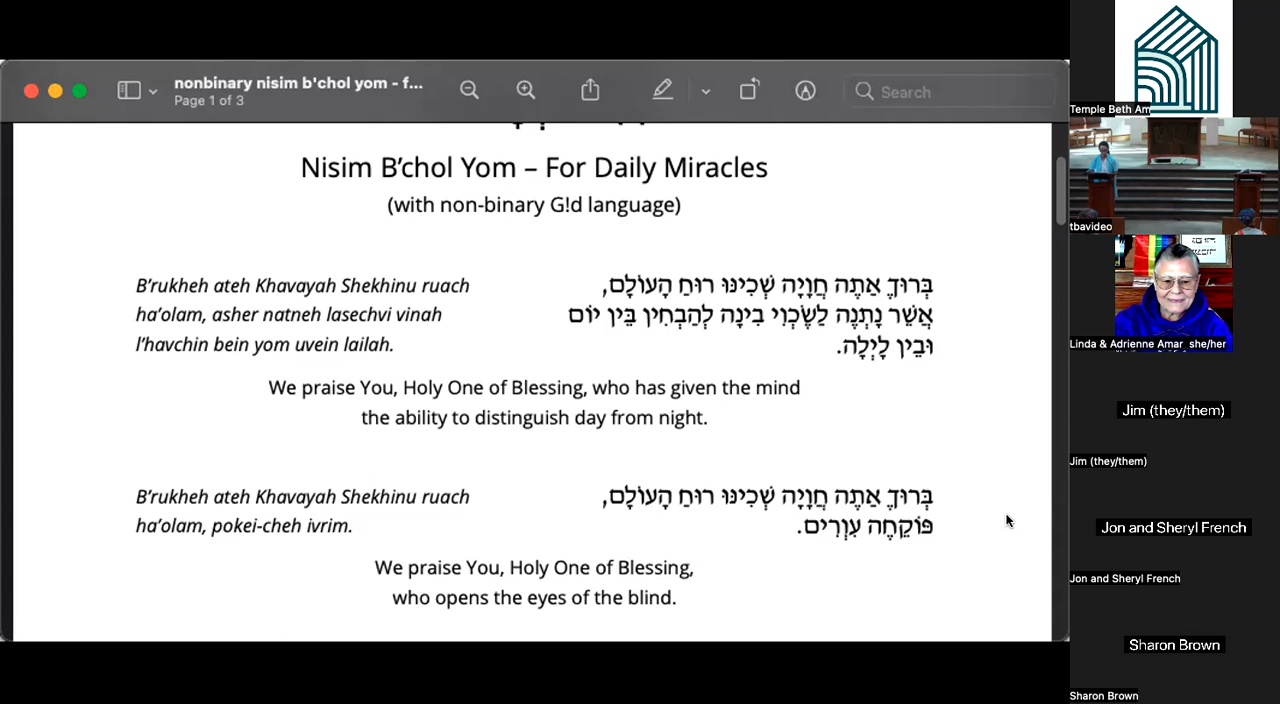 nonbinary nisim b'chol yom - f...
Page 1 of 3
Search
Nisim B’chol Yom – For Daily Miracles
(with non-binary G!d language)
B’rukheh ateh Khavayah Shekhinu ruach
ha’olam, asher natneh lasechvi vinah
l’havchin bein yom uvein lailah.
בְּרוּךֶ אַתֶה חֲוָיָה שְׁכִינוּ רוּחַ הָעוֹלָם,
אֲשֶׁר נָתְנֶה לַשֶּׂכְוִי בִינָה לְהַבְחִין בֵּין יוֹם
וּבֵין לָיְלָה.
We praise You, Holy One of Blessing, who has given the mind
the ability to distinguish day from night.
B’rukheh ateh Khavayah Shekhinu ruach
ha’olam, pokei-cheh ivrim.
בְּרוּךֶ אַתֶה חֲוָיָה שְׁכִינוּ רוּחַ הָעוֹלָם,
פּוֹקֵחֶה עִוְרִים.
We praise You, Holy One of Blessing,
who opens the eyes of the blind.
Temple Beth Am
tbavideo
Linda & Adrienne Amar she/her
Jim (they/them)
Jim (they/them)
Jon and Sheryl French
Jon and Sheryl French
Sharon Brown
Sharon Brown